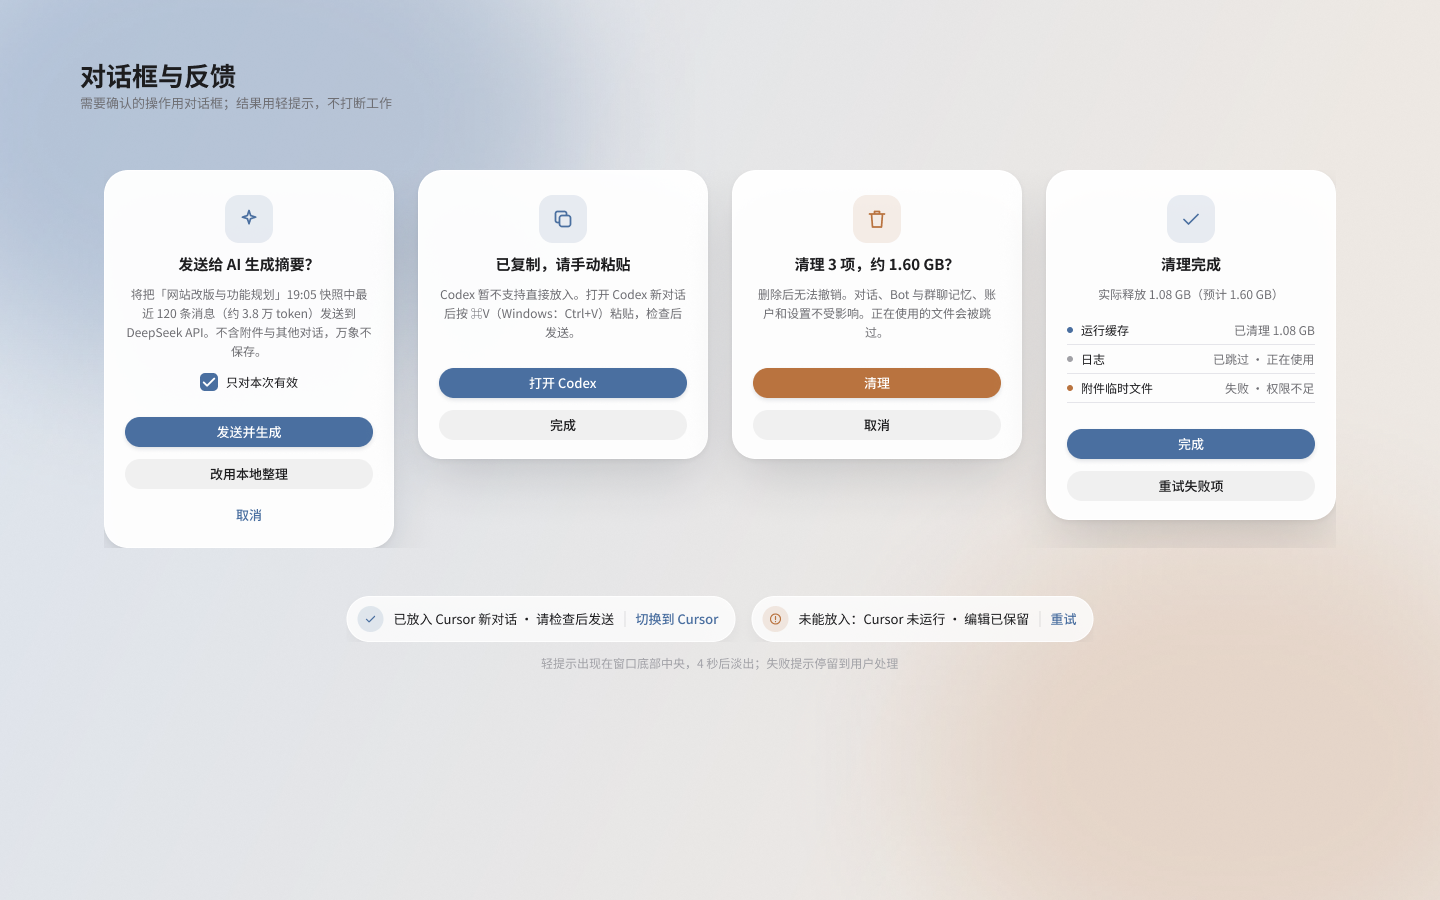 对话框与反馈
需要确认的操作用对话框；结果用轻提示，不打断工作
发送给 AI 生成摘要？
将把「网站改版与功能规划」19:05 快照中最
近 120 条消息（约 3.8 万 token）发送到
DeepSeek API。不含附件与其他对话，万象不
保存。
只对本次有效
发送并生成
改用本地整理
取消
已复制，请手动粘贴
Codex 暂不支持直接放入。打开 Codex 新对话
后按 ⌘V（Windows：Ctrl+V）粘贴，检查后
发送。
打开 Codex
完成
清理 3 项，约 1.60 GB？
删除后无法撤销。对话、Bot 与群聊记忆、账
户和设置不受影响。正在使用的文件会被跳
过。
清理
取消
清理完成
实际释放 1.08 GB（预计 1.60 GB）
运行缓存 已清理 1.08 GB
日志 已跳过 · 正在使用
附件临时文件 失败 · 权限不足
完成
重试失败项
已放入 Cursor 新对话 · 请检查后发送 切换到 Cursor
未能放入：Cursor 未运行 · 编辑已保留 重试
轻提示出现在窗口底部中央，4 秒后淡出；失败提示停留到用户处理